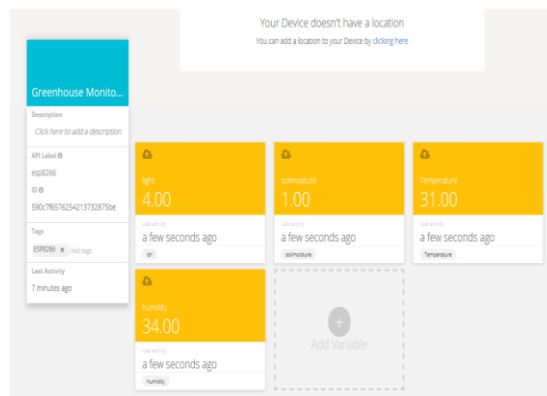 Your Device doesn't have a location
You can add a location to your Device by clicking here
Greenhouse Monito...
Description
Click here to add a description
API Label
esp8266
ID
590c7f6576254213732875be
Tags
ESP8266 x Add tags
Last Activity
7 minutes ago
light
4.00
Last activity
a few seconds ago
ldr
soilmoisture
1.00
Last activity
a few seconds ago
soilmoisture
Temperature
31.00
Last activity
a few seconds ago
Temperature
humidity
34.00
Last activity
a few seconds ago
humidity
Add Variable